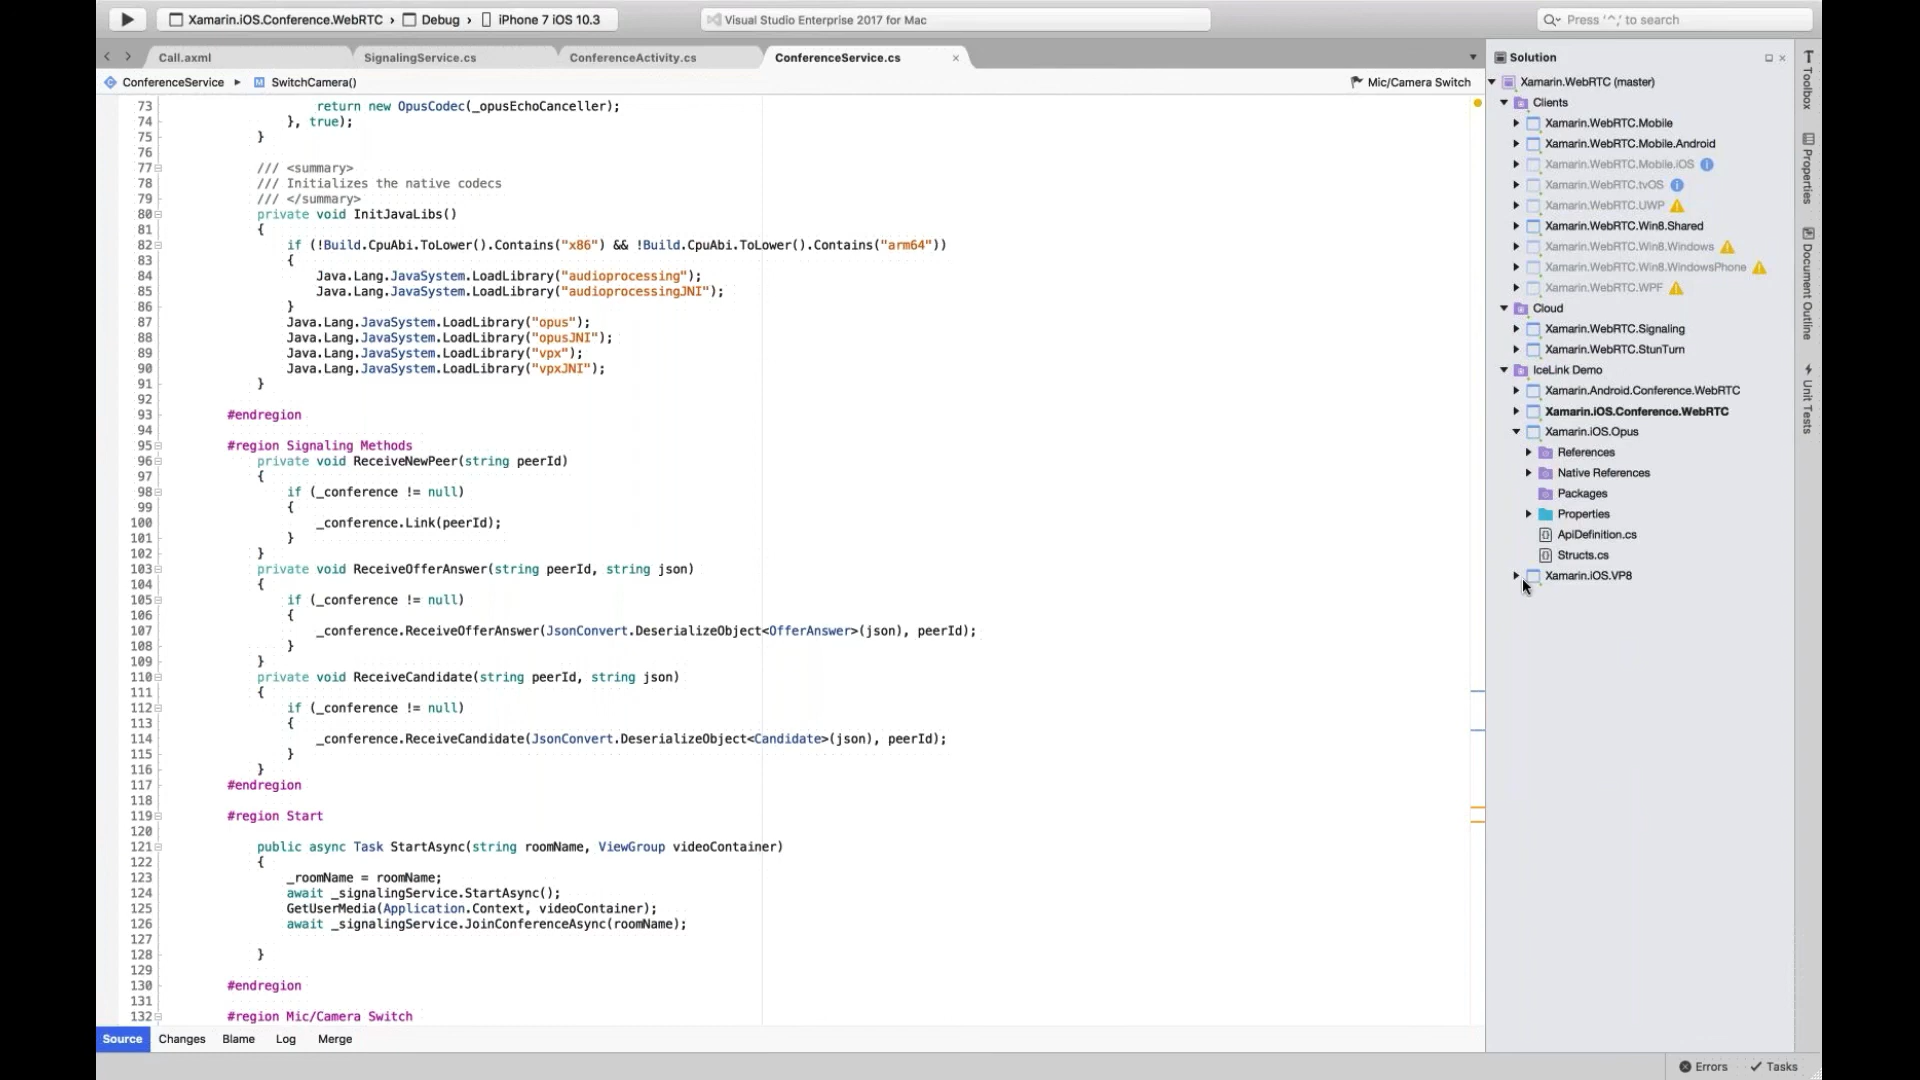 Xamarin.iOS.Conference.WebRTC › Debug › iPhone 7 iOS 10.3
Visual Studio Enterprise 2017 for Mac
Press '^,' to search
Call.axml
SignalingService.cs
ConferenceActivity.cs
ConferenceService.cs
ConferenceService
SwitchCamera()
Mic/Camera Switch
73 return new OpusCodec(_opusEchoCanceller);
74 }, true);
75 }
76
77 /// <summary>
78 /// Initializes the native codecs
79 /// </summary>
80 private void InitJavaLibs()
81 {
82 if (!Build.CpuAbi.ToLower().Contains("x86") && !Build.CpuAbi.ToLower().Contains("arm64"))
83 {
84 Java.Lang.JavaSystem.LoadLibrary("audioprocessing");
85 Java.Lang.JavaSystem.LoadLibrary("audioprocessingJNI");
86 }
87 Java.Lang.JavaSystem.LoadLibrary("opus");
88 Java.Lang.JavaSystem.LoadLibrary("opusJNI");
89 Java.Lang.JavaSystem.LoadLibrary("vpx");
90 Java.Lang.JavaSystem.LoadLibrary("vpxJNI");
91 }
92
93 #endregion
94
95 #region Signaling Methods
96 private void ReceiveNewPeer(string peerId)
97 {
98 if (_conference != null)
99 {
100 _conference.Link(peerId);
101 }
102 }
103 private void ReceiveOfferAnswer(string peerId, string json)
104 {
105 if (_conference != null)
106 {
107 _conference.ReceiveOfferAnswer(JsonConvert.DeserializeObject<OfferAnswer>(json), peerId);
108 }
109 }
110 private void ReceiveCandidate(string peerId, string json)
111 {
112 if (_conference != null)
113 {
114 _conference.ReceiveCandidate(JsonConvert.DeserializeObject<Candidate>(json), peerId);
115 }
116 }
117 #endregion
118
119 #region Start
120
121 public async Task StartAsync(string roomName, ViewGroup videoContainer)
122 {
123 _roomName = roomName;
124 await _signalingService.StartAsync();
125 GetUserMedia(Application.Context, videoContainer);
126 await _signalingService.JoinConferenceAsync(roomName);
127
128 }
129
130 #endregion
131
132 #region Mic/Camera Switch
Source
Changes
Blame
Log
Merge
Solution
Xamarin.WebRTC (master)
Clients
Xamarin.WebRTC.Mobile
Xamarin.WebRTC.Mobile.Android
Xamarin.WebRTC.Mobile.iOS
Xamarin.WebRTC.tvOS
Xamarin.WebRTC.UWP
Xamarin.WebRTC.Win8.Shared
Xamarin.WebRTC.Win8.Windows
Xamarin.WebRTC.Win8.WindowsPhone
Xamarin.WebRTC.WPF
Cloud
Xamarin.WebRTC.Signaling
Xamarin.WebRTC.StunTurn
IceLink Demo
Xamarin.Android.Conference.WebRTC
Xamarin.iOS.Conference.WebRTC
Xamarin.iOS.Opus
References
Native References
Packages
Properties
ApiDefinition.cs
Structs.cs
Xamarin.iOS.VP8
Toolbox
Properties
Document Outline
Unit Tests
Errors
Tasks